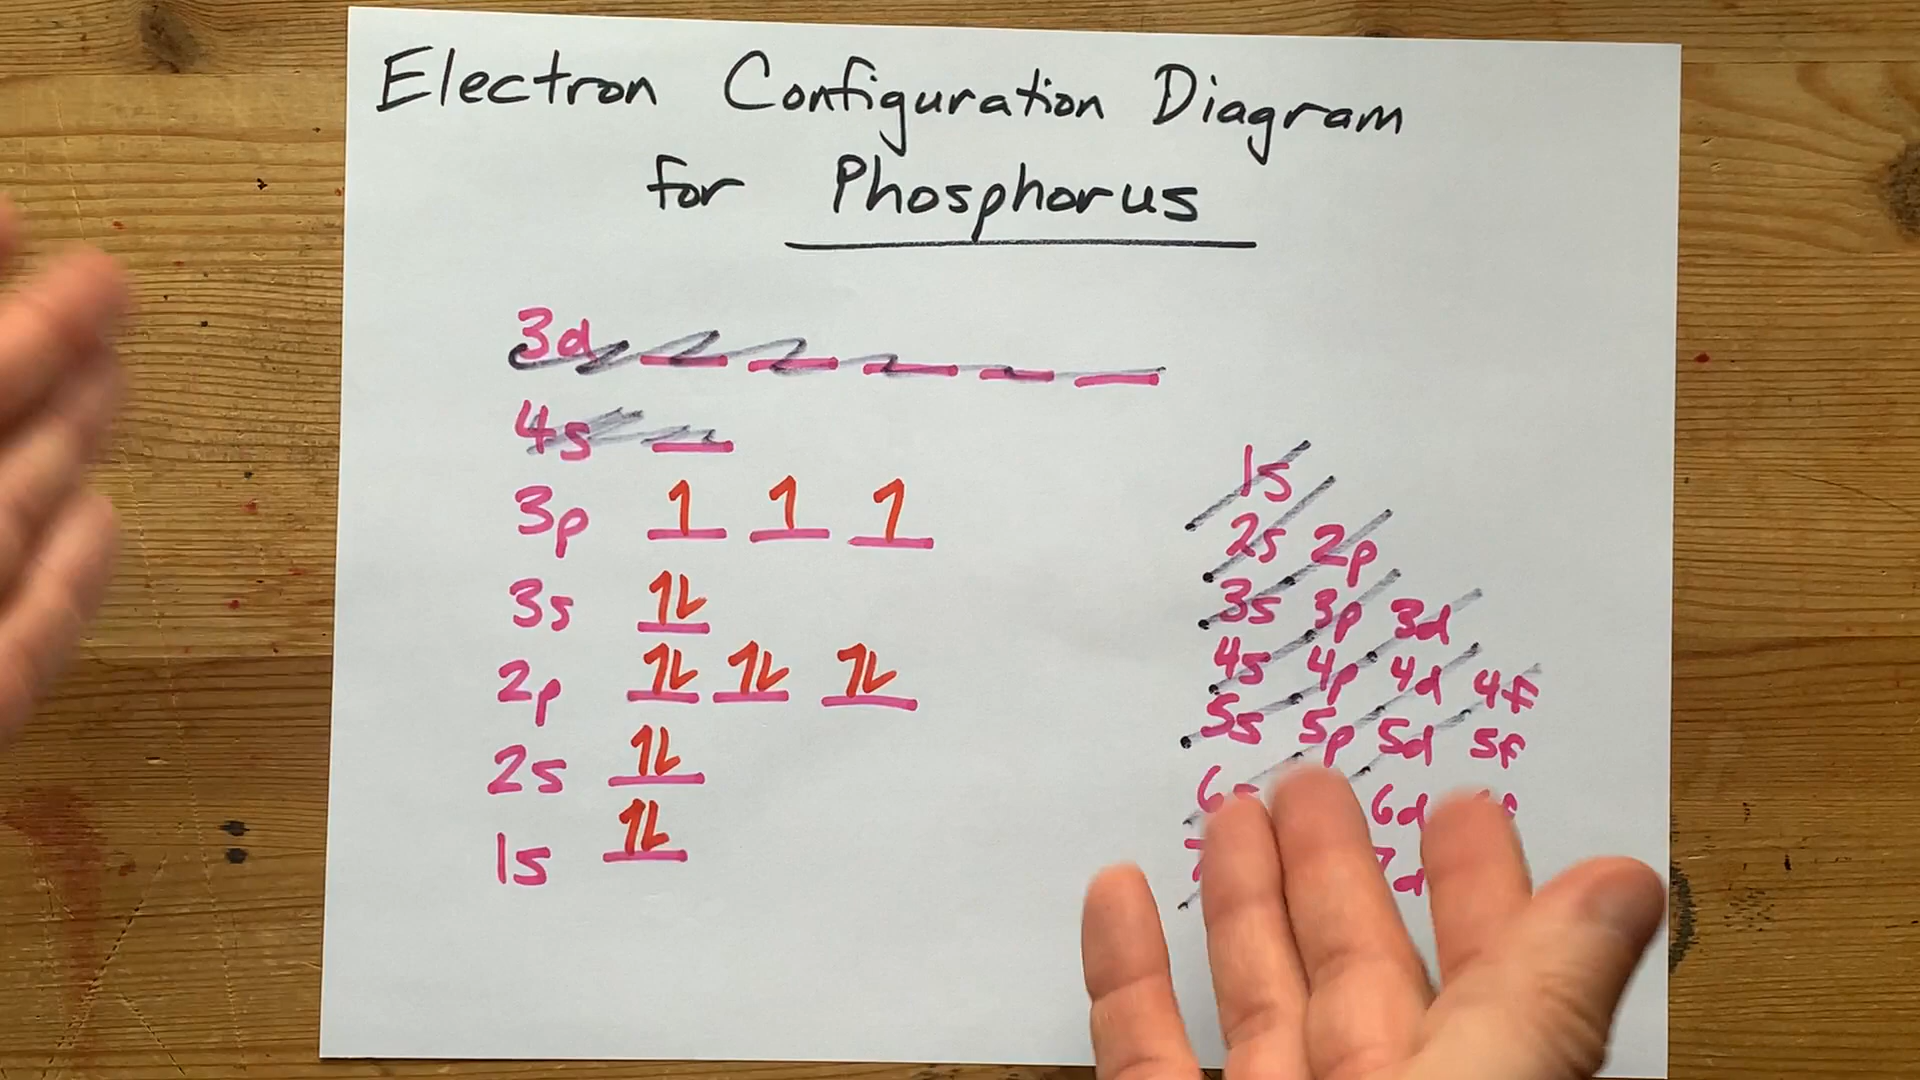 Electron Configuration Diagram
for Phosphorus
3d
4s
3p 1 1 1
3s 1L
2p 1L 1L 1L
2s 1L
1s 1L
1s
2s 2p
3s 3p 3d
4s 4p 4d 4f
5s 5p 5d 5f
6d